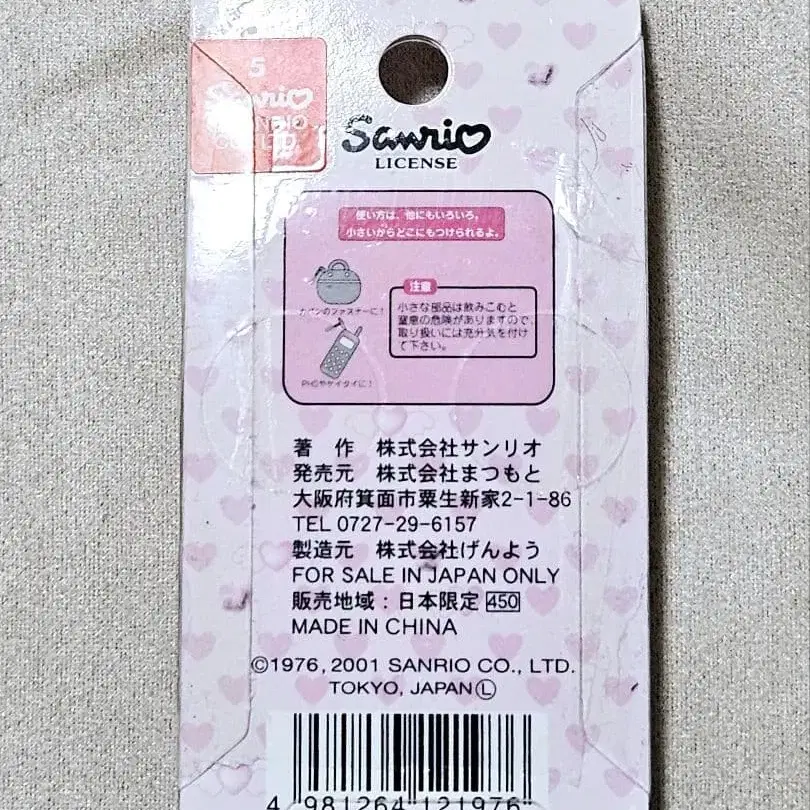 5
Sanrio
SANRIO
CO., LTD.
Sanrio
LICENSE
使い方は、他にもいろいろ。
小さいからどこにもつけられるよ。
カバンのファスナーに！
注意
小さな部品は飲みこむと
窒息の危険がありますので、
取り扱いには充分気を付け
て下さい。
PHSやケイタイに！
著　作　株式会社サンリオ
発売元　株式会社まつもと
大阪府箕面市粟生新家2-1-86
TEL 0727-29-6157
製造元　株式会社げんよう
FOR SALE IN JAPAN ONLY
販売地域：日本限定 450
MADE IN CHINA
©1976, 2001 SANRIO CO., LTD.
TOKYO, JAPAN Ⓛ
4 981264 121976